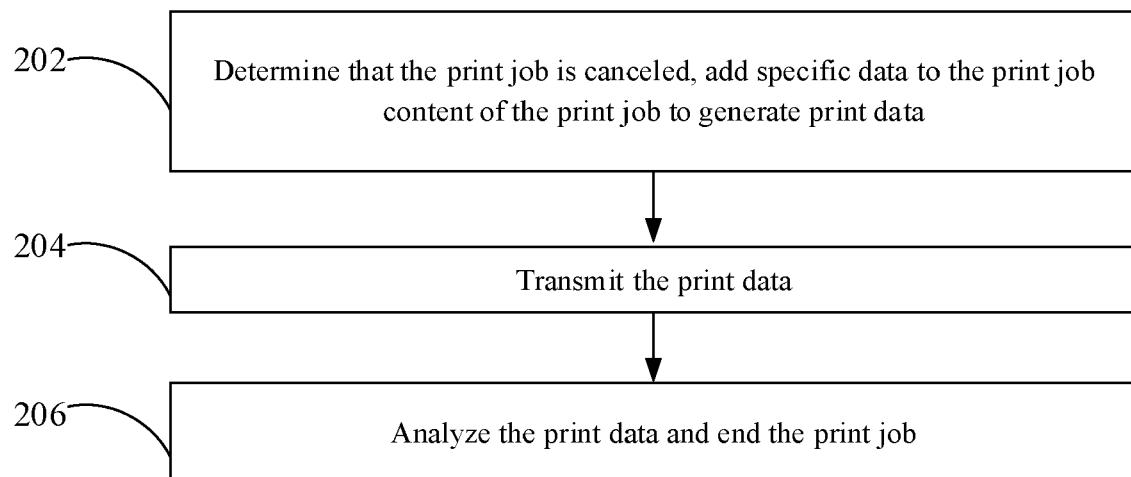 202
Determine that the print job is canceled, add specific data to the print job
content of the print job to generate print data
204
Transmit the print data
206
Analyze the print data and end the print job